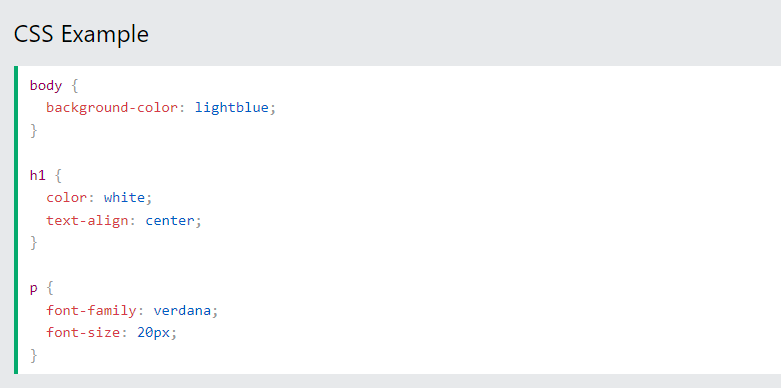 CSS Example
body {
  background-color: lightblue;
}
h1 {
  color: white;
  text-align: center;
}
p {
  font-family: verdana;
  font-size: 20px;
}